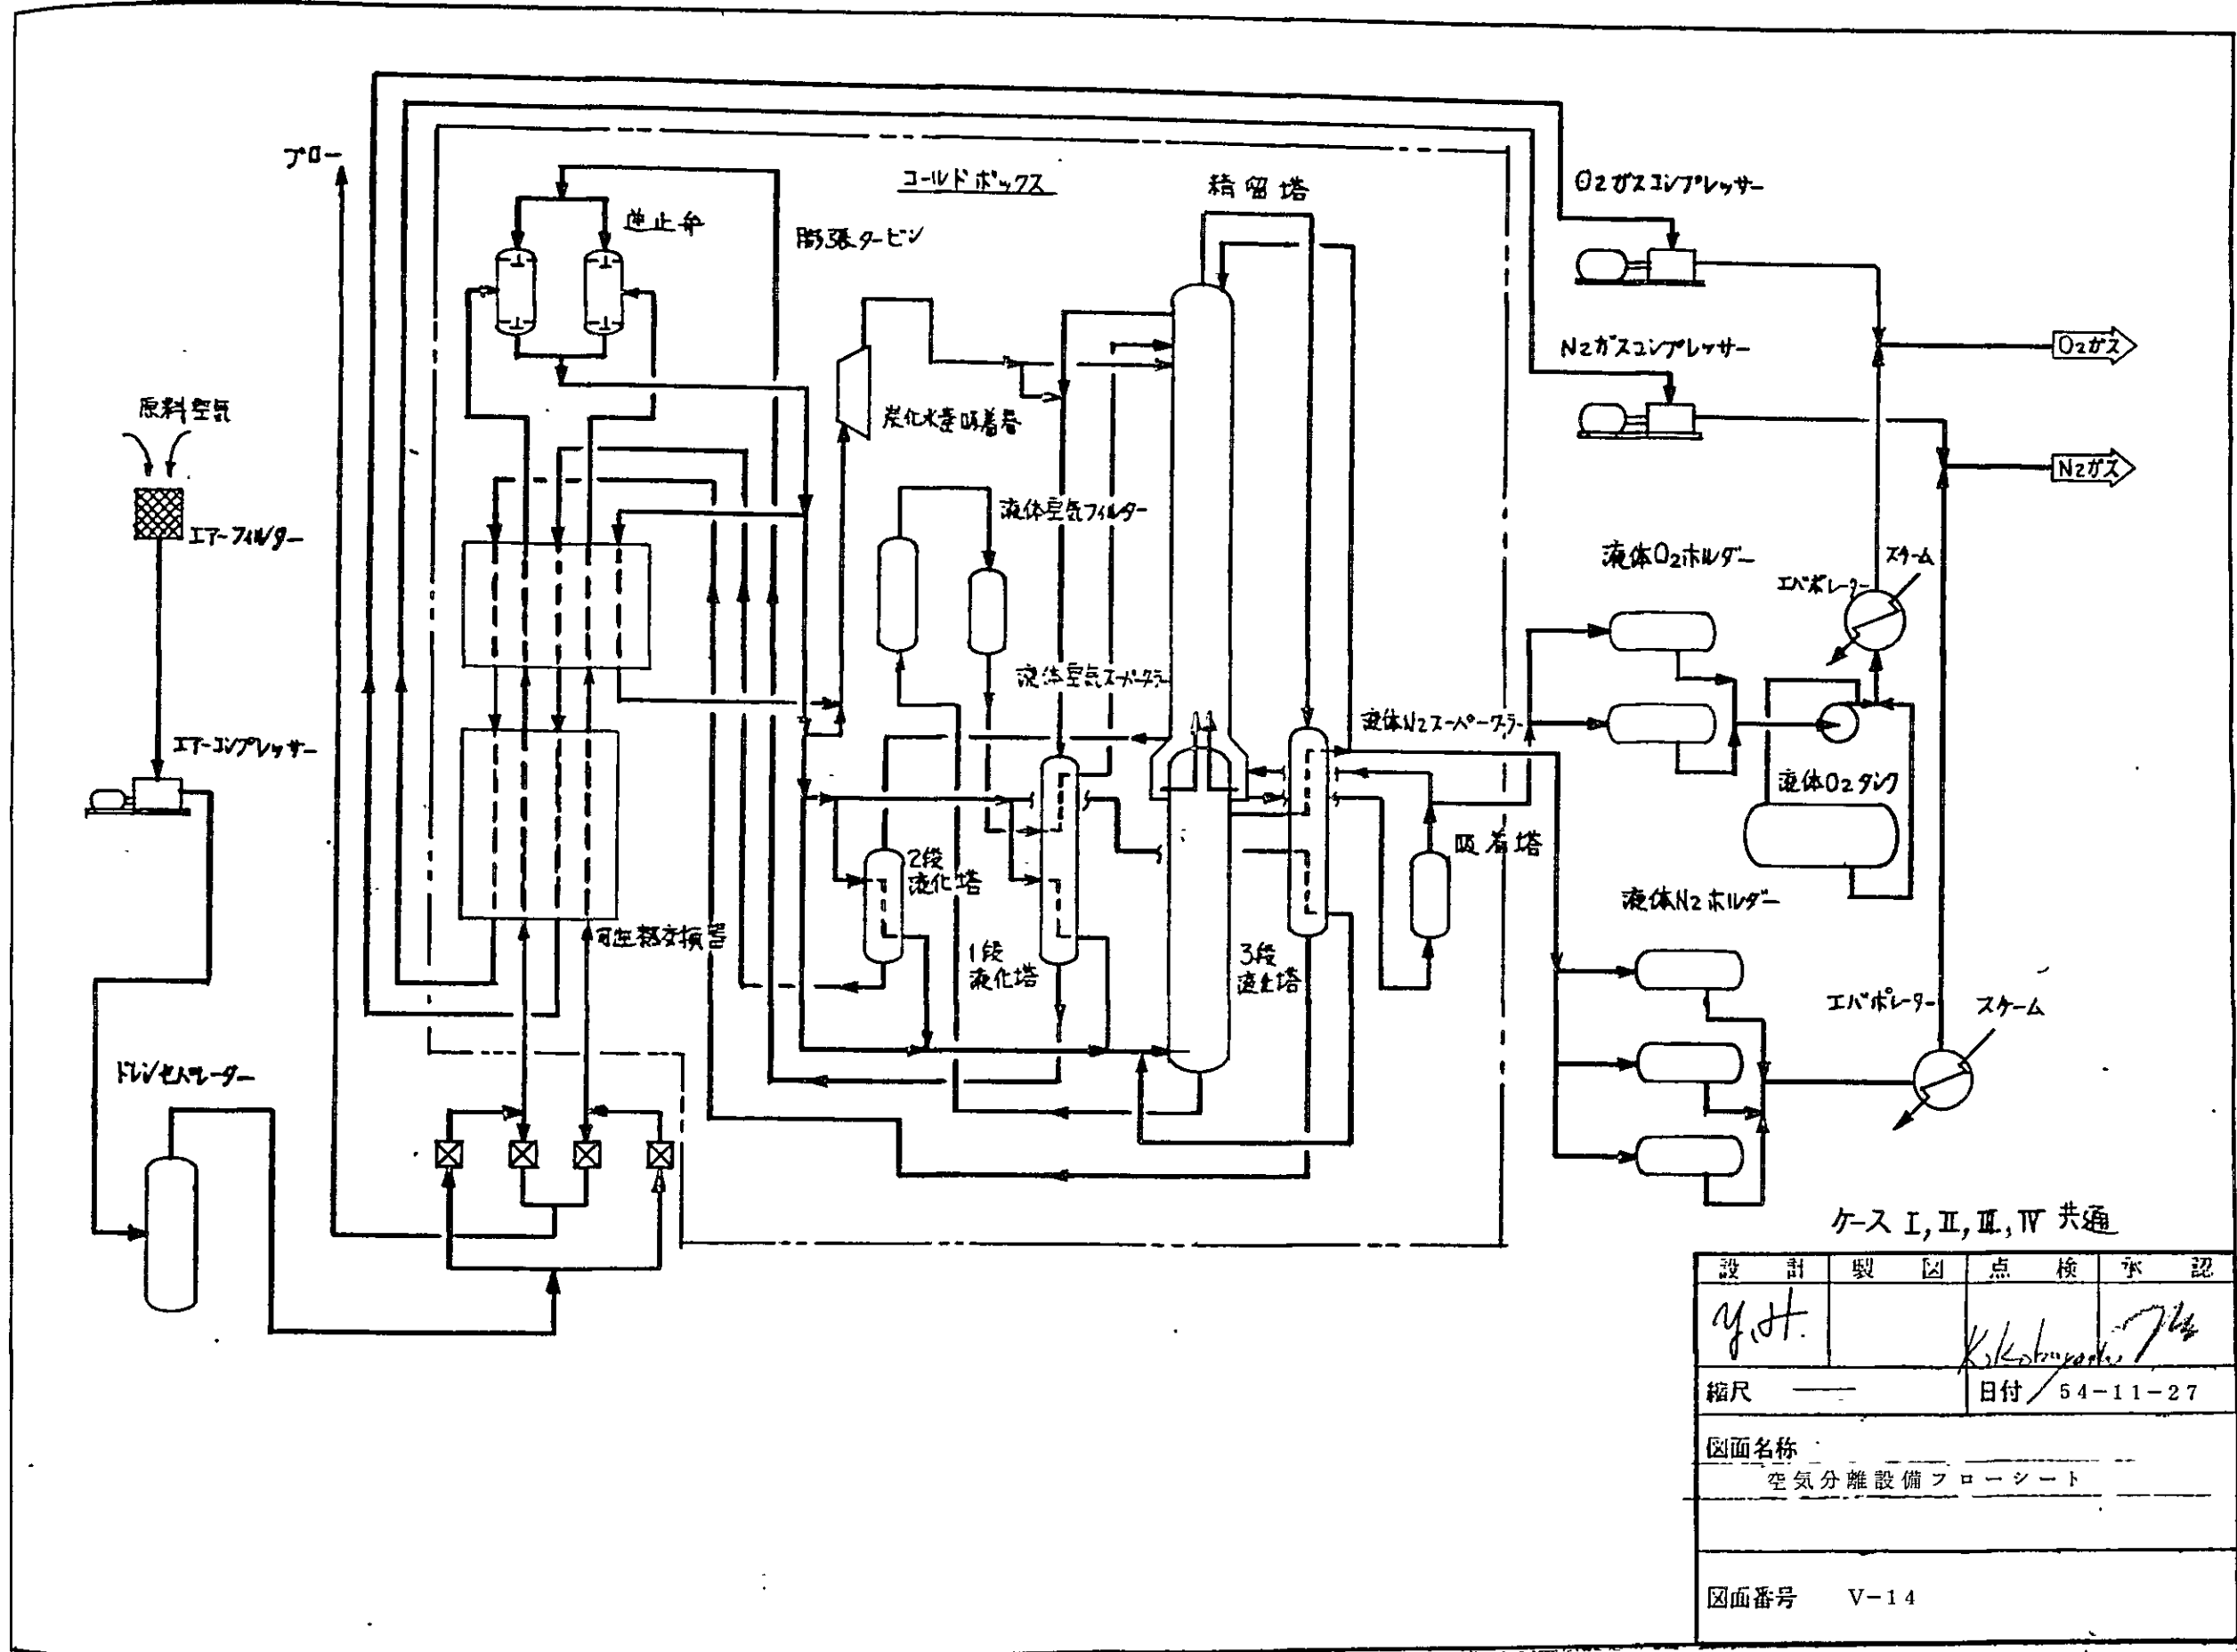 ブロー
コールドボックス
精留塔
O2ガスコンプレッサー
逆止弁
膨張タービン
N2ガスコンプレッサー
O2ガス
原料空気
炭化水素吸着器
N2ガス
エアーフィルター
液体空気フィルター
液体O2ホルダー
スチーム
エバポレーター
液体空気スーパークーラー
液体N2スーパークーラー
エアーコンプレッサー
液体O2タンク
吸着塔
2段
液化塔
液体N2ホルダー
可逆熱交換器
1段
液化塔
3段
液化塔
エバポレーター
スチーム
ドレンセパレーター
ケース I, II, III, IV 共通
設計 製図 点検 承認
Y.H.
縮尺 ―― 日付 54-11-27
図面名称
空気分離設備フローシート
図面番号 V-14